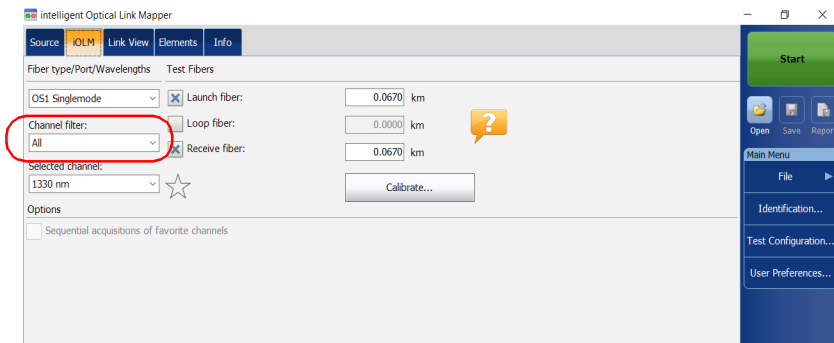 intelligent Optical Link Mapper
Source iOLM Link View Elements Info
Fiber type/Port/Wavelengths Test Fibers
OS1 Singlemode Launch fiber: 0.0670 km
Channel filter: Loop fiber: 0.0000 km
All Receive fiber: 0.0670 km
Selected channel:
1330 nm Calibrate...
Options
Sequential acquisitions of favorite channels
Start
Open Save Repor
Main Menu
File
Identification...
Test Configuration...
User Preferences...